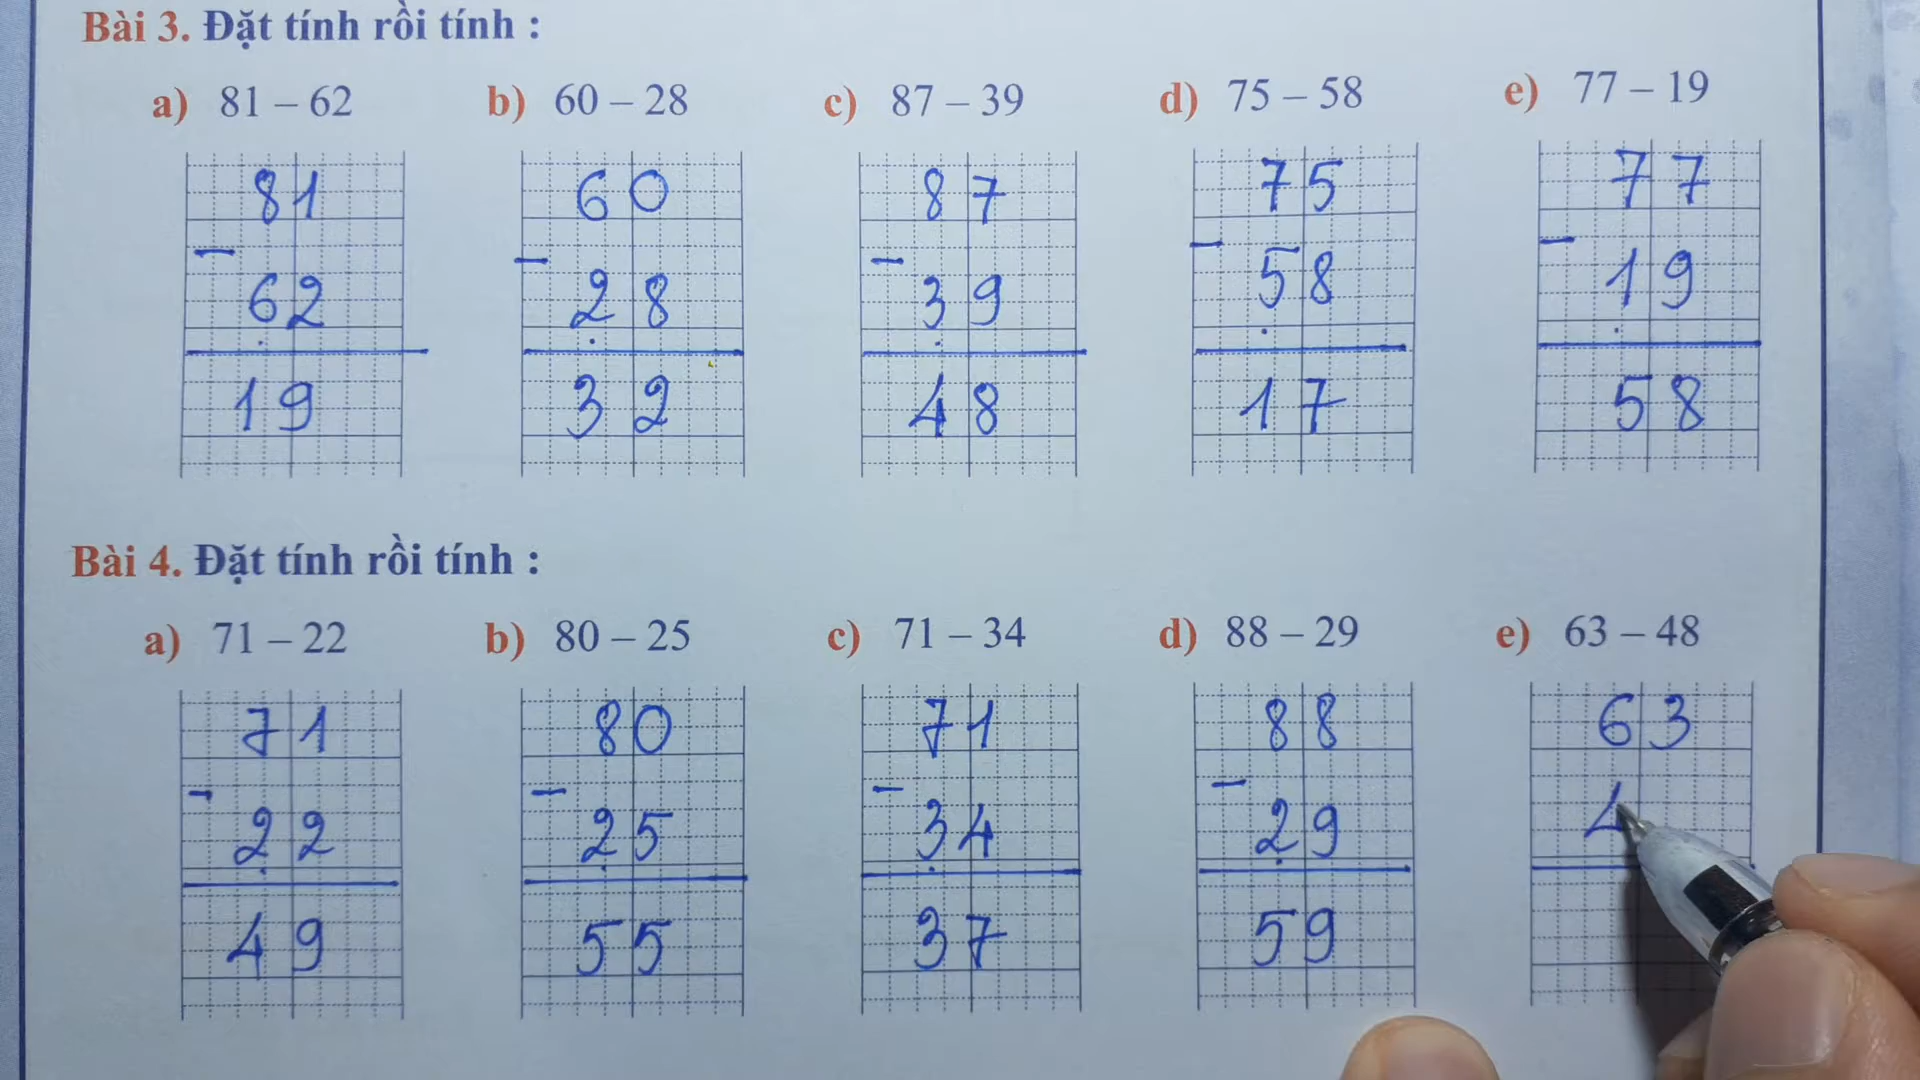 Bài 3. Đặt tính rồi tính :
a) 81 – 62 b) 60 – 28 c) 87 – 39 d) 75 – 58 e) 77 – 19
81 60 87 75 77
– – – – –
62 28 39 58 19
19 32 48 17 58
Bài 4. Đặt tính rồi tính :
a) 71 – 22 b) 80 – 25 c) 71 – 34 d) 88 – 29 e) 63 – 48
71 80 71 88 63
– – – –
22 25 34 29 4
49 55 37 59